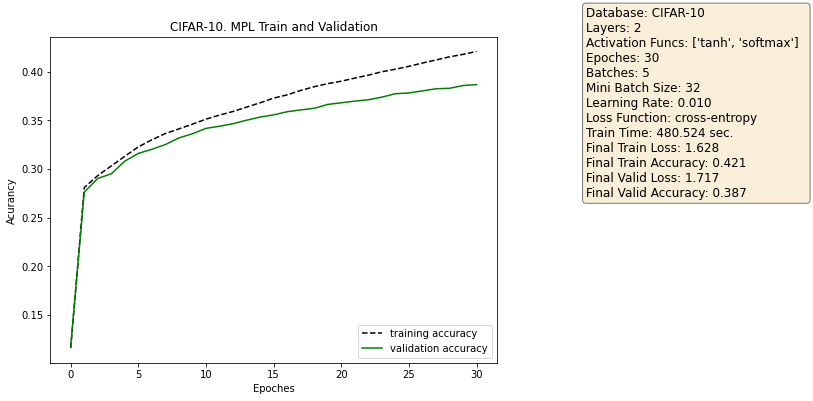 CIFAR-10. MPL Train and Validation
Acurancy
0.40
0.35
0.30
0.25
0.20
0.15
0
5
10
15
20
25
30
Epoches
training accuracy
validation accuracy
Database: CIFAR-10
Layers: 2
Activation Funcs: ['tanh', 'softmax']
Epoches: 30
Batches: 5
Mini Batch Size: 32
Learning Rate: 0.010
Loss Function: cross-entropy
Train Time: 480.524 sec.
Final Train Loss: 1.628
Final Train Accuracy: 0.421
Final Valid Loss: 1.717
Final Valid Accuracy: 0.387